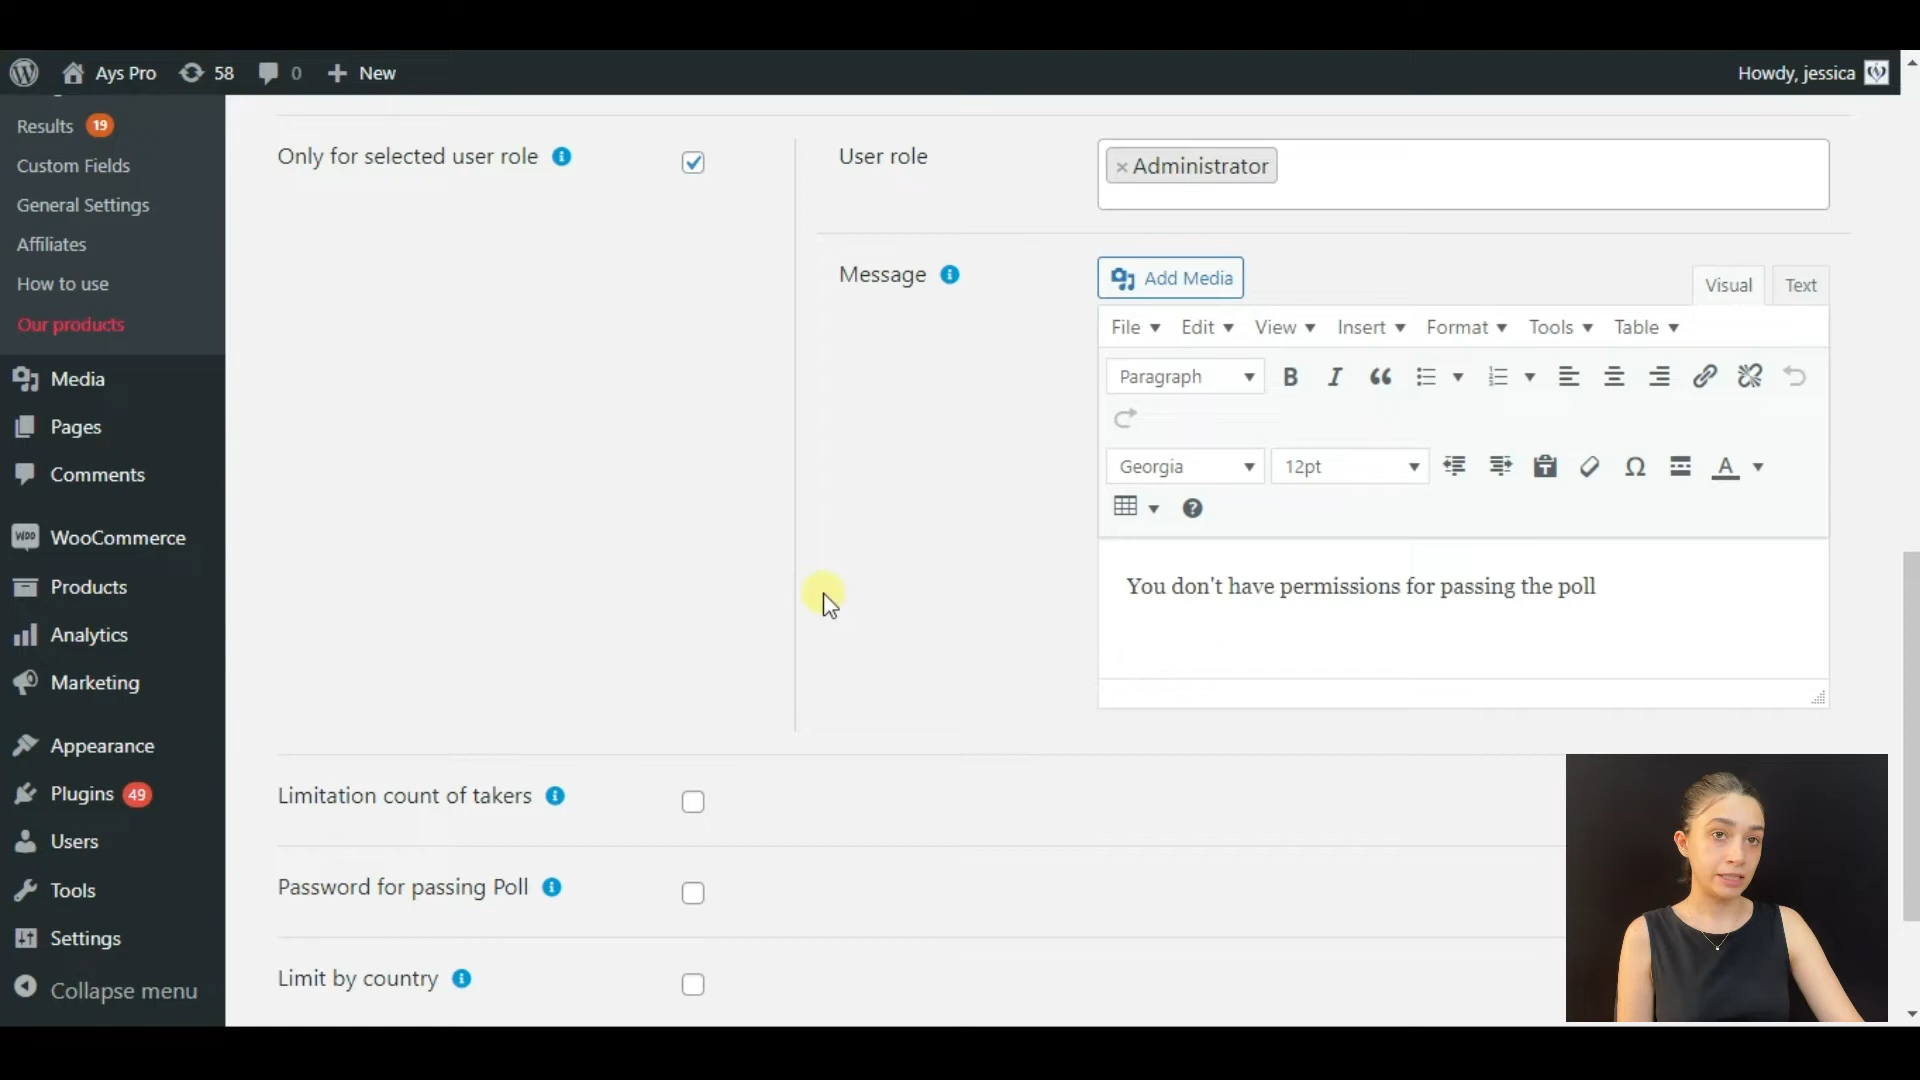 Ays Pro 58 0 New Howdy, jessica
Results 19
Custom Fields
General Settings
Affiliates
How to use
Our products
Media
Pages
Comments
WOO WooCommerce
Products
Analytics
Marketing
Appearance
Plugins 49
Users
Tools
Settings
Collapse menu
Only for selected user role
User role
× Administrator
Message
Add Media
Visual Text
File Edit View Insert Format Tools Table
Paragraph
Georgia 12pt
You don't have permissions for passing the poll
Limitation count of takers
Password for passing Poll
Limit by country